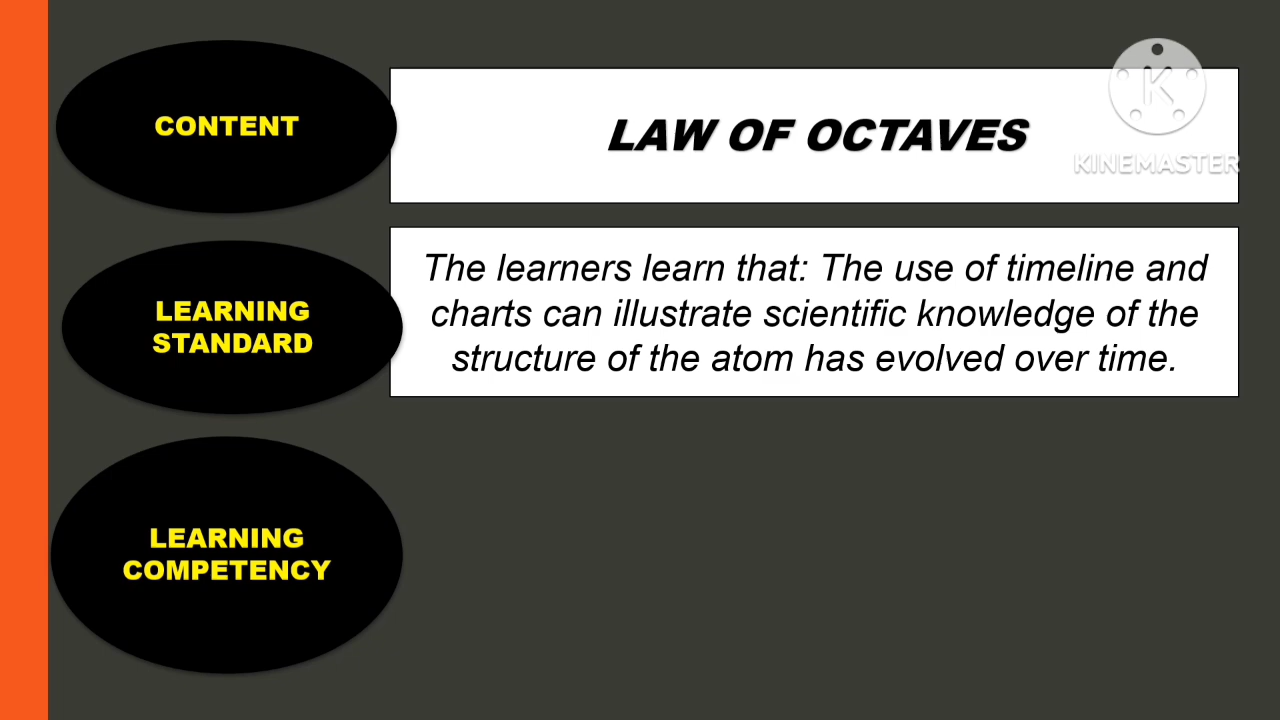 CONTENT
LAW OF OCTAVES
KINEMASTER
LEARNING
STANDARD
The learners learn that: The use of timeline and
charts can illustrate scientific knowledge of the
structure of the atom has evolved over time.
LEARNING
COMPETENCY